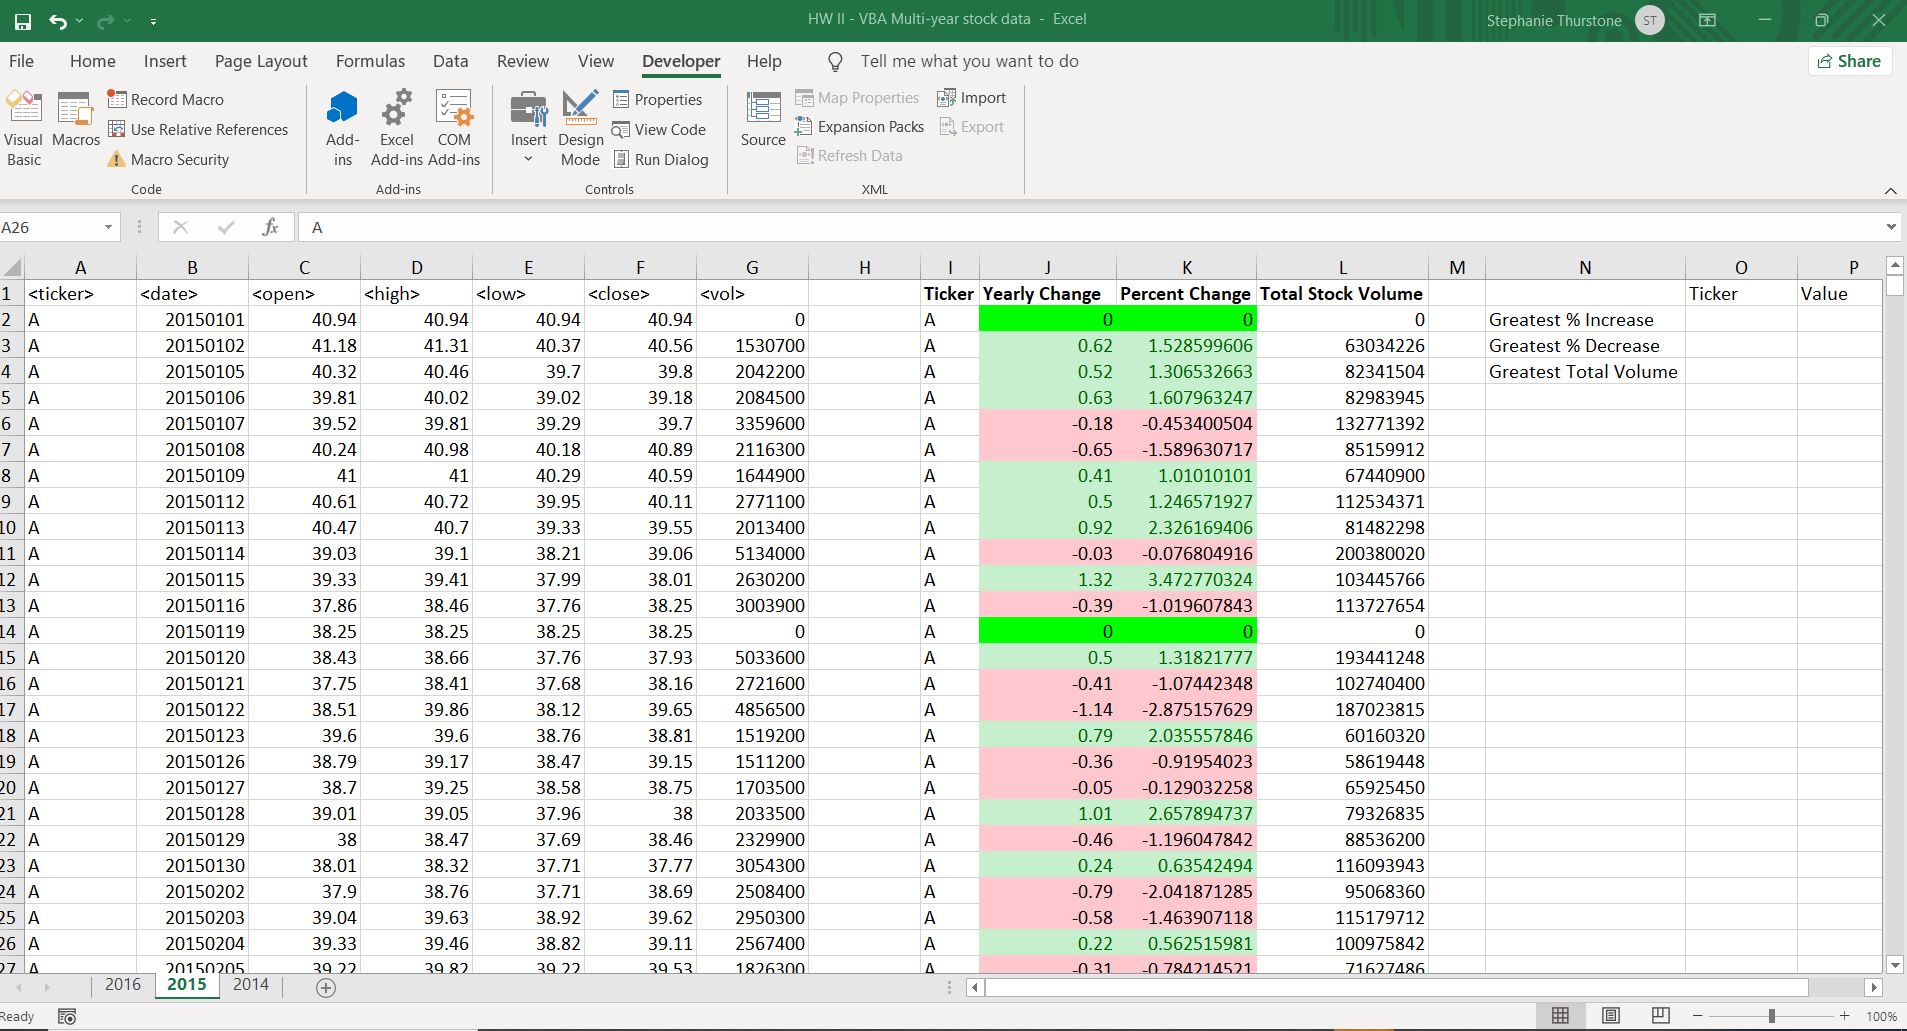 HW II - VBA Multi-year stock data - Excel
Stephanie Thurstone ST
File Home Insert Page Layout Formulas Data Review View Developer Help Tell me what you want to do Share
Visual Basic
Macros
Record Macro
Use Relative References
Macro Security
Code
Add-ins
Excel Add-ins
COM Add-ins
Add-ins
Insert
Design Mode
Properties
View Code
Run Dialog
Controls
Source
Map Properties
Expansion Packs
Refresh Data
Import
Export
XML
A26 fx A
A B C D E F G H I J K L M N O P
1 <ticker> <date> <open> <high> <low> <close> <vol> Ticker Yearly Change Percent Change Total Stock Volume Ticker Value
2 A 20150101 40.94 40.94 40.94 40.94 0 A 0 0 0 Greatest % Increase
3 A 20150102 41.18 41.31 40.37 40.56 1530700 A 0.62 1.528599606 63034226 Greatest % Decrease
4 A 20150105 40.32 40.46 39.7 39.8 2042200 A 0.52 1.306532663 82341504 Greatest Total Volume
5 A 20150106 39.81 40.02 39.02 39.18 2084500 A 0.63 1.607963247 82983945
6 A 20150107 39.52 39.81 39.29 39.7 3359600 A -0.18 -0.453400504 132771392
7 A 20150108 40.24 40.98 40.18 40.89 2116300 A -0.65 -1.589630717 85159912
8 A 20150109 41 41 40.29 40.59 1644900 A 0.41 1.01010101 67440900
9 A 20150112 40.61 40.72 39.95 40.11 2771100 A 0.5 1.246571927 112534371
10 A 20150113 40.47 40.7 39.33 39.55 2013400 A 0.92 2.326169406 81482298
11 A 20150114 39.03 39.1 38.21 39.06 5134000 A -0.03 -0.076804916 200380020
12 A 20150115 39.33 39.41 37.99 38.01 2630200 A 1.32 3.472770324 103445766
13 A 20150116 37.86 38.46 37.76 38.25 3003900 A -0.39 -1.019607843 113727654
14 A 20150119 38.25 38.25 38.25 38.25 0 A 0 0 0
15 A 20150120 38.43 38.66 37.76 37.93 5033600 A 0.5 1.31821777 193441248
16 A 20150121 37.75 38.41 37.68 38.16 2721600 A -0.41 -1.07442348 102740400
17 A 20150122 38.51 39.86 38.12 39.65 4856500 A -1.14 -2.875157629 187023815
18 A 20150123 39.6 39.6 38.76 38.81 1519200 A 0.79 2.035557846 60160320
19 A 20150126 38.79 39.17 38.47 39.15 1511200 A -0.36 -0.91954023 58619448
20 A 20150127 38.7 39.25 38.58 38.75 1703500 A -0.05 -0.129032258 65925450
21 A 20150128 39.01 39.05 37.96 38 2033500 A 1.01 2.657894737 79326835
22 A 20150129 38 38.47 37.69 38.46 2329900 A -0.46 -1.196047842 88536200
23 A 20150130 38.01 38.32 37.71 37.77 3054300 A 0.24 0.63542494 116093943
24 A 20150202 37.9 38.76 37.71 38.69 2508400 A -0.79 -2.041871285 95068360
25 A 20150203 39.04 39.63 38.92 39.62 2950300 A -0.58 -1.463907118 115179712
26 A 20150204 39.33 39.46 38.82 39.11 2567400 A 0.22 0.562515981 100975842
27 A 20150205 39.22 39.82 39.22 39.53 1826300 A -0.31 -0.784214521 71627486
2016 2015 2014
Ready 100%